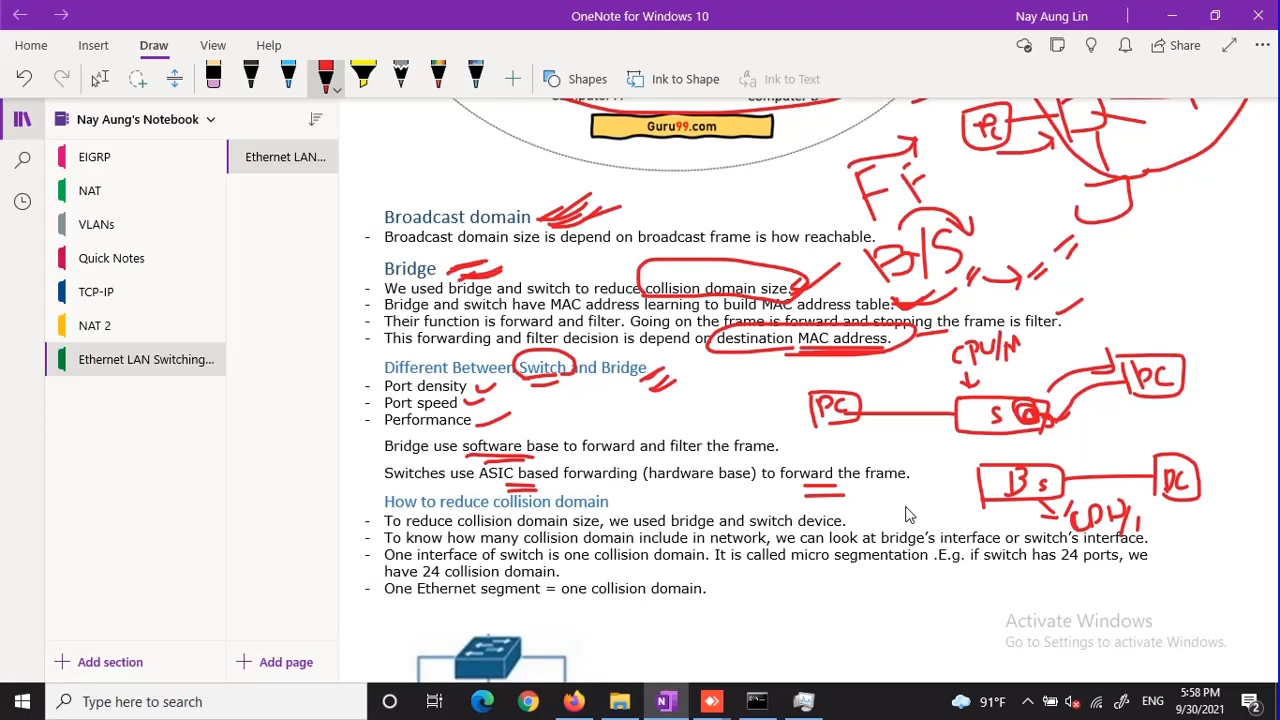 OneNote for Windows 10
Nay Aung Lin
Home
Insert
Draw
View
Help
Share
Shapes
Ink to Shape
Ink to Text
Nay Aung's Notebook
EIGRP
NAT
VLANs
Quick Notes
TCP-IP
NAT 2
Ethernet LAN Switching...
Ethernet LAN...
Guru99.com
Broadcast domain
- Broadcast domain size is depend on broadcast frame is how reachable.
Bridge
- We used bridge and switch to reduce collision domain size.
- Bridge and switch have MAC address learning to build MAC address table.
- Their function is forward and filter. Going on the frame is forward and stopping the frame is filter.
- This forwarding and filter decision is depend on destination MAC address.
Different Between Switch and Bridge
- Port density
- Port speed
- Performance
Bridge use software base to forward and filter the frame.
Switches use ASIC based forwarding (hardware base) to forward the frame.
How to reduce collision domain
- To reduce collision domain size, we used bridge and switch device.
- To know how many collision domain include in network, we can look at bridge's interface or switch's interface.
- One interface of switch is one collision domain. It is called micro segmentation .E.g. if switch has 24 ports, we
have 24 collision domain.
- One Ethernet segment = one collision domain.
F F
B/S
CPU/M
PC
S
PC
B s
PC
Activate Windows
Go to Settings to activate Windows.
Add section
Add page
Type here to search
91°F
ENG
5:58 PM
9/30/2021
2